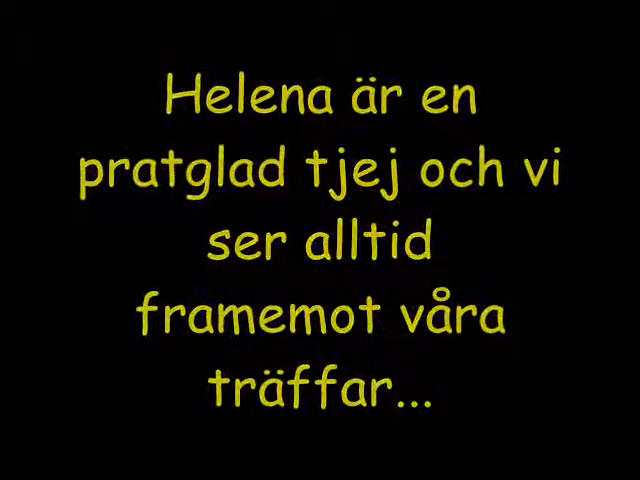 Helena är en
pratglad tjej och vi
ser alltid
framemot våra
träffar...